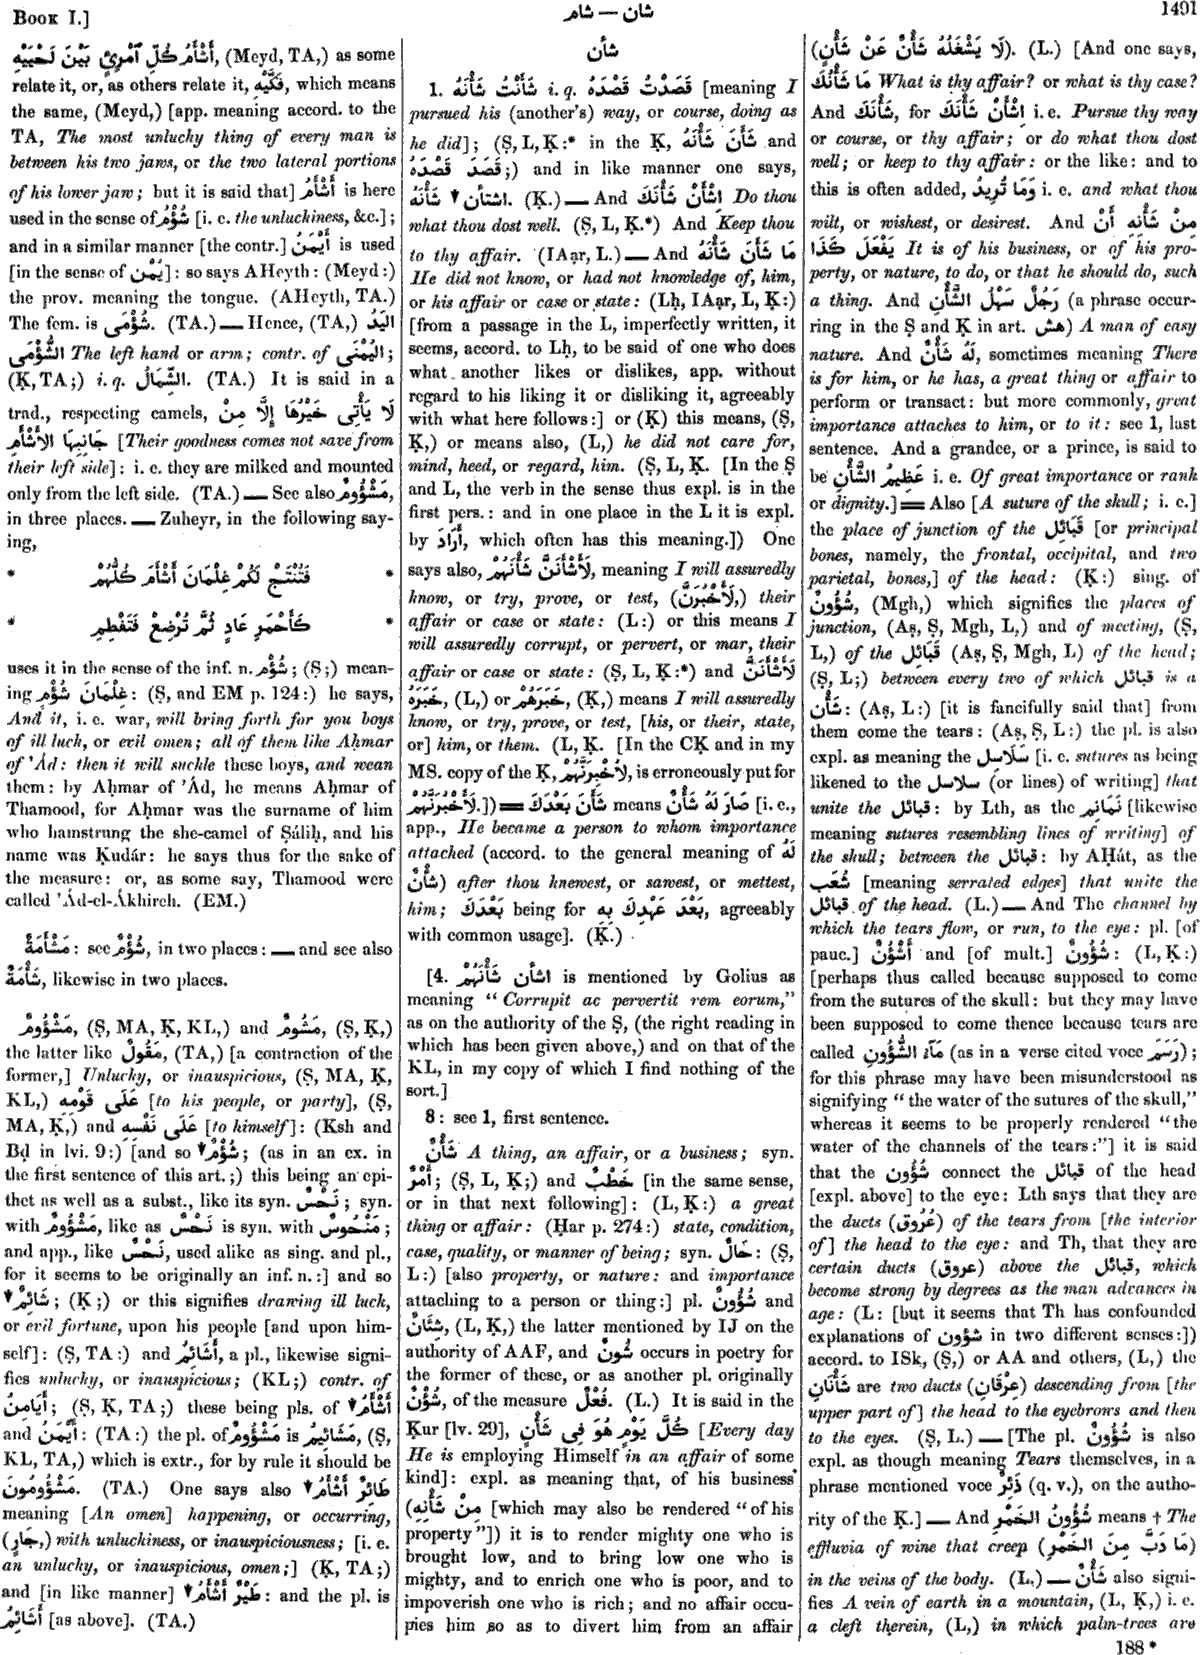 BOOK I.]
شان — شام
1491
أَشْأَمُ كُلِّ ٱمْرِئٍ بَيْنَ لَحْيَيْهِ, (Meyd, TA,) as some
relate it, or, as others relate it, فَكَّيْهِ, which means
the same, (Meyd,) [app. meaning accord. to the
TA, The most unlucky thing of every man is
between his two jaws, or the two lateral portions
of his lower jaw; but it is said that] أَشْأَم is here
used in the sense of شُؤْم [i. e. the unluckiness, &c.];
and in a similar manner [the contr.] أَيْمَن is used
[in the sense of يُمْن]: so says AHeyth: (Meyd:)
the prov. meaning the tongue. (AHeyth, TA.)
The fem. is شُؤْمَى. (TA.) — Hence, (TA,) اليَدُ
الشُّؤْمَى The left hand or arm; contr. of اليُمْنَى;
(Ḳ, TA;) i. q. الشِّمَالُ. (TA.) It is said in a
trad., respecting camels, لَا يَأْتِى خَيْرُهَا إِلَّا مِنْ
جَانِبِهَا الأَشْأَمِ [Their goodness comes not save from
their left side]: i. e. they are milked and mounted
only from the left side. (TA.) — See also مَشْؤُومٌ,
in three places. — Zuheyr, in the following say-
ing,
* فَتُنْتَجْ لَكُمْ غِلْمَانَ أَشْأَمَ كُلُّهُمْ *
* كَأَحْمَرِ عَادٍ ثُمَّ تُرْضِعْ فَتَفْطِمِ *
uses it in the sense of the inf. n. شُؤْم; (Ṣ;) mean-
ing غِلْمَانَ شُؤْمٍ: (Ṣ, and EM p. 124:) he says,
And it, i. e. war, will bring forth for you boys
of ill luck, or evil omen; all of them like Aḥmar
of 'Ád: then it will suckle these boys, and wean
them: by Aḥmar of 'Ád, he means Aḥmar of
Thamood, for Aḥmar was the surname of him
who hamstrung the she-camel of Ṣáliḥ, and his
name was Ḳudár: he says thus for the sake of
the measure: or, as some say, Thamood were
called 'Ád-el-Ákhireh. (EM.)
مَشْأَمَةٌ: see شُؤْمٌ, in two places: — and see also
شَأْمَةٌ, likewise in two places.
مَشْؤُومٌ, (Ṣ, MA, Ḳ, KL,) and مَشُومٌ, (Ṣ, Ḳ,)
the latter like مَقُولٌ, (TA,) [a contraction of the
former,] Unlucky, or inauspicious, (Ṣ, MA, Ḳ,
KL,) عَلَى قَوْمِهِ [to his people, or party], (Ṣ,
MA, Ḳ,) and عَلَى نَفْسِهِ [to himself]: (Ksh and
Bḍ in lvi. 9:) [and so ▼ شُؤْمٌ; (as in an ex. in
the first sentence of this art.;) this being an epi-
thet as well as a subst., like its syn. نَحْسٌ; syn.
with مَشْؤُومٌ, like as نَحْسٌ is syn. with مَنْحُوسٌ;
and app., like نَحْسٌ, used alike as sing. and pl.,
for it seems to be originally an inf. n.:] and so
▼ شَائِمٌ; (Ḳ;) or this signifies drawing ill luck,
or evil fortune, upon his people [and upon him-
self]: (Ṣ, TA:) and أَشَائِمُ, a pl., likewise signi-
fies unlucky, or inauspicious; (KL;) contr. of
أَيَامِنُ; (Ṣ, Ḳ, TA;) these being pls. of ▼ أَشْأَمُ
and أَيْمَنُ: (TA:) the pl. of مَشْؤُومٌ is مَشَائِيمُ, (Ṣ,
KL, TA,) which is extr., for by rule it should be
مَشْؤُومُونَ. (TA.) One says also ▼ طَائِرٌ أَشْأَمُ
meaning [An omen] happening, or occurring,
(جَارٍ,) with unluckiness, or inauspiciousness; [i. e.
an unlucky, or inauspicious, omen;] (Ḳ, TA;)
and [in like manner] ▼ طَيْرٌ أَشْأَمُ: and the pl. is
أَشَائِمُ [as above]. (TA.)
شأن
1. شَأَنْتُ شَأْنَهُ i. q. قَصَدْتُ قَصْدَهُ [meaning I
pursued his (another's) way, or course, doing as
he did]; (Ṣ, L, Ḳ:* in the Ḳ, شَأَنَ شَأْنَهُ and
قَصَدَ قَصْدَهُ;) and in like manner one says,
▼ اشتأن شَأْنَهُ. (Ḳ.) — And اِشْأَنْ شَأْنَكَ Do thou
what thou dost well. (Ṣ, L, Ḳ.*) And Keep thou
to thy affair. (IAạr, L.) — And مَا شَأَنَ شَأْنَهُ
He did not know, or had not knowledge of, him,
or his affair or case or state: (Lḥ, IAạr, L, Ḳ:)
[from a passage in the L, imperfectly written, it
seems, accord. to Lḥ, to be said of one who does
what another likes or dislikes, app. without
regard to his liking it or disliking it, agreeably
with what here follows:] or (Ḳ) this means, (Ṣ,
Ḳ,) or means also, (L,) he did not care for,
mind, heed, or regard, him. (Ṣ, L, Ḳ. [In the Ṣ
and L, the verb in the sense thus expl. is in the
first pers.: and in one place in the L it is expl.
by أَرَادَ, which often has this meaning.]) One
says also, لَأَشْأَنَنَّ شَأْنَهُمْ, meaning I will assuredly
know, or try, prove, or test, (لَأَخْبُرَنَّ,) their
affair or case or state: (L:) or this means I
will assuredly corrupt, or pervert, or mar, their
affair or case or state: (Ṣ, L, Ḳ:*) and لَأَشْأَنَنَّ
خَبَرَهُ, (L,) or خَبَرَهُمْ, (Ḳ,) means I will assuredly
know, or try, prove, or test, [his, or their, state,
or] him, or them. (L, Ḳ. [In the CḲ and in my
MS. copy of the Ḳ, لَأُخْبِرَنَّهُمْ, is erroneously put for
لَأَخْبُرَنَّهُمْ.]) = شَأَنَ بَعْدَكَ means صَارَ لَهُ شَأْنٌ [i. e.,
app., He became a person to whom importance
attached (accord. to the general meaning of لَهُ
شَأْنٌ) after thou knewest, or sawest, or mettest,
him; بَعْدَكَ being for بَعْدَ عَهْدِكَ بِهِ, agreeably
with common usage]. (Ḳ.)
[4. اشأن شَأْنَهُمْ is mentioned by Golius as
meaning “Corrupit ac pervertit rem eorum,”
as on the authority of the Ṣ, (the right reading in
which has been given above,) and on that of the
KL, in my copy of which I find nothing of the
sort.]
8: see 1, first sentence.
شَأْنٌ A thing, an affair, or a business; syn.
أَمْرٌ; (Ṣ, L, Ḳ;) and خَطْبٌ [in the same sense,
or in that next following]: (L, Ḳ:) a great
thing or affair: (Ḥar p. 274:) state, condition,
case, quality, or manner of being; syn. حَالٌ: (Ṣ,
L:) [also property, or nature: and importance
attaching to a person or thing:] pl. شُؤُونٌ and
شِئَانٌ, (L, Ḳ,) the latter mentioned by IJ on the
authority of AAF, and شُونٌ occurs in poetry for
the former of these, or as another pl. originally
شُؤْنٌ, of the measure فُعْلٌ. (L.) It is said in the
Ḳur [lv. 29], كُلَّ يَوْمٍ هُوَ فِى شَأْنٍ [Every day
He is employing Himself in an affair of some
kind]: expl. as meaning that, of his business
(مِنْ شَأْنِهِ [which may also be rendered “of his
property”]) it is to render mighty one who is
brought low, and to bring low one who is
mighty, and to enrich one who is poor, and to
impoverish one who is rich; and no affair occu-
pies him so as to divert him from an affair
(لَا يَشْغَلُهُ شَأْنٌ عَنْ شَأْنٍ). (L.) [And one says,
مَا شَأْنُكَ What is thy affair? or what is thy case?
And شَأْنَكَ, for اِشْأَنْ شَأْنَكَ i. e. Pursue thy way
or course, or thy affair; or do what thou dost
well; or keep to thy affair: or the like: and to
this is often added, وَمَا تُرِيدُ i. e. and what thou
wilt, or wishest, or desirest. And مِنْ شَأْنِهِ أَنْ
يَفْعَلَ كَذَا It is of his business, or of his pro-
perty, or nature, to do, or that he should do, such
a thing. And رَجُلٌ سَهْلُ الشَّأْنِ (a phrase occur-
ring in the Ṣ and Ḳ in art. هش) A man of easy
nature. And لَهُ شَأْنٌ, sometimes meaning There
is for him, or he has, a great thing or affair to
perform or transact: but more commonly, great
importance attaches to him, or to it: see 1, last
sentence. And a grandee, or a prince, is said to
be عَظِيمُ الشَّأْنِ i. e. Of great importance or rank
or dignity.] = Also [A suture of the skull; i. e.]
the place of junction of the قَبَائِل [or principal
bones, namely, the frontal, occipital, and two
parietal, bones,] of the head: (Ḳ:) sing. of
شُؤُونٌ, (Mgh,) which signifies the places of
junction, (Aṣ, Ṣ, Mgh, L,) and of meeting, (Ṣ,
L,) of the قَبَائِل (Aṣ, Ṣ, Mgh, L) of the head;
(Ṣ, L;) between every two of which قبائل is a
شَأْن: (Aṣ, L:) [it is fancifully said that] from
them come the tears: (Aṣ, Ṣ, L:) the pl. is also
expl. as meaning the سَلَاسِل [i. e. sutures as being
likened to the سلاسل (or lines) of writing] that
unite the قبائل: by Lth, as the نَمَانِم [likewise
meaning sutures resembling lines of writing] of
the skull; between the قبائل: by AḤát, as the
شُعَب [meaning serrated edges] that unite the
قبائل of the head. (L.) — And The channel by
which the tears flow, or run, to the eye: pl. [of
pauc.] أَشْؤُنٌ and [of mult.] شُؤُونٌ: (L, Ḳ:)
[perhaps thus called because supposed to come
from the sutures of the skull: but they may have
been supposed to come thence because tears are
called مَآءُ الشُّؤُونِ (as in a verse cited voce رَسَمَ);
for this phrase may have been misunderstood as
signifying “the water of the sutures of the skull,”
whereas it seems to be properly rendered “the
water of the channels of the tears:”] it is said
that the شُؤُون connect the قبائل of the head
[expl. above] to the eye: Lth says that they are
the ducts (عُرُوق) of the tears from [the interior
of] the head to the eye: and Th, that they are
certain ducts (عروق) above the قبائل, which
become strong by degrees as the man advances in
age: (L: [but it seems that Th has confounded
explanations of شؤون in two different senses:])
accord. to ISk, (Ṣ,) or AA and others, (L,) the
شَأْنَانِ are two ducts (عِرْقَانِ) descending from [the
upper part of] the head to the eyebrows and then
to the eyes. (Ṣ, L.) — [The pl. شُؤُونٌ is also
expl. as though meaning Tears themselves, in a
phrase mentioned voce ذَئِرٌ (q. v.), on the autho-
rity of the Ḳ.] — And شُؤُونُ الخَمْرِ means † The
effluvia of wine that creep (مَا دَبَّ مِنَ الخَمْرِ)
in the veins of the body. (L.) — شَأْنٌ also signi-
fies A vein of earth in a mountain, (L, Ḳ,) i. e.
a cleft therein, (L,) in which palm-trees are
188 *